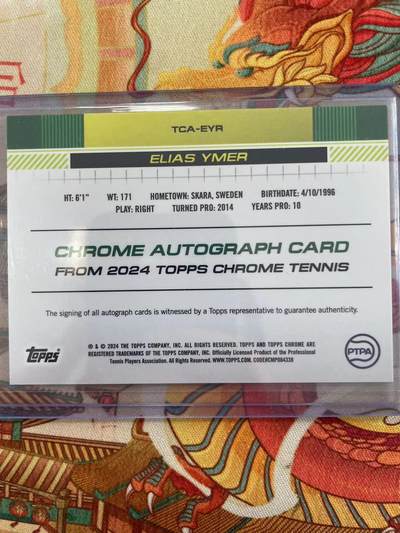 TCA-EYR
ELIAS YMER
HT: 6'1" WT: 171 HOMETOWN: SKARA, SWEDEN BIRTHDATE: 4/10/1996
PLAY: RIGHT TURNED PRO: 2014 YEARS PRO: 10
CHROME AUTOGRAPH CARD
FROM 2024 TOPPS CHROME TENNIS
The signing of all autograph cards is witnessed by a Topps representative to guarantee authenticity.
® & © 2024 THE TOPPS COMPANY, INC. ALL RIGHTS RESERVED. TOPPS AND TOPPS CHROME ARE
REGISTERED TRADEMARKS OF THE TOPPS COMPANY, INC. Officially Licensed Product of the Professional
Tennis Players Association. All Rights Reserved. WWW.TOPPS.COM. CODE#CMP084338
Topps
PTPA